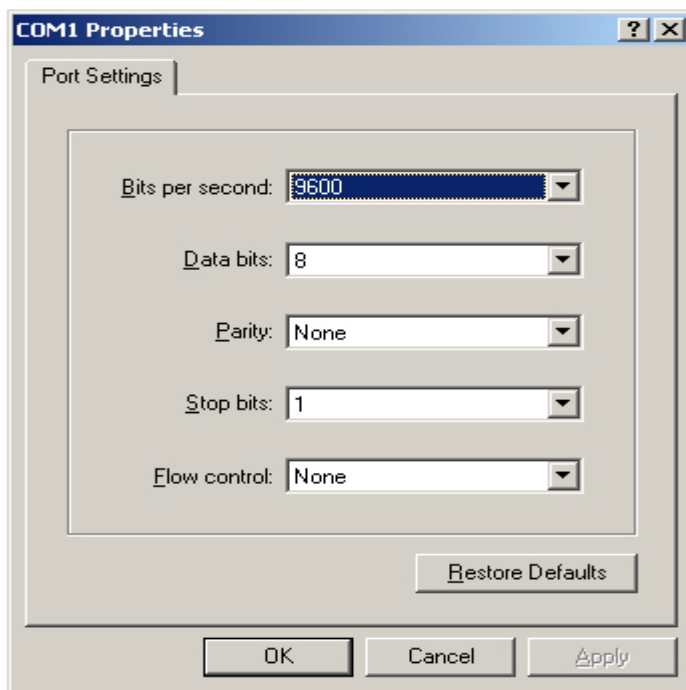 COM1 Properties
?
Port Settings
Bits per second: 9600
Data bits: 8
Parity: None
Stop bits: 1
Flow control: None
Restore Defaults
OK Cancel Apply